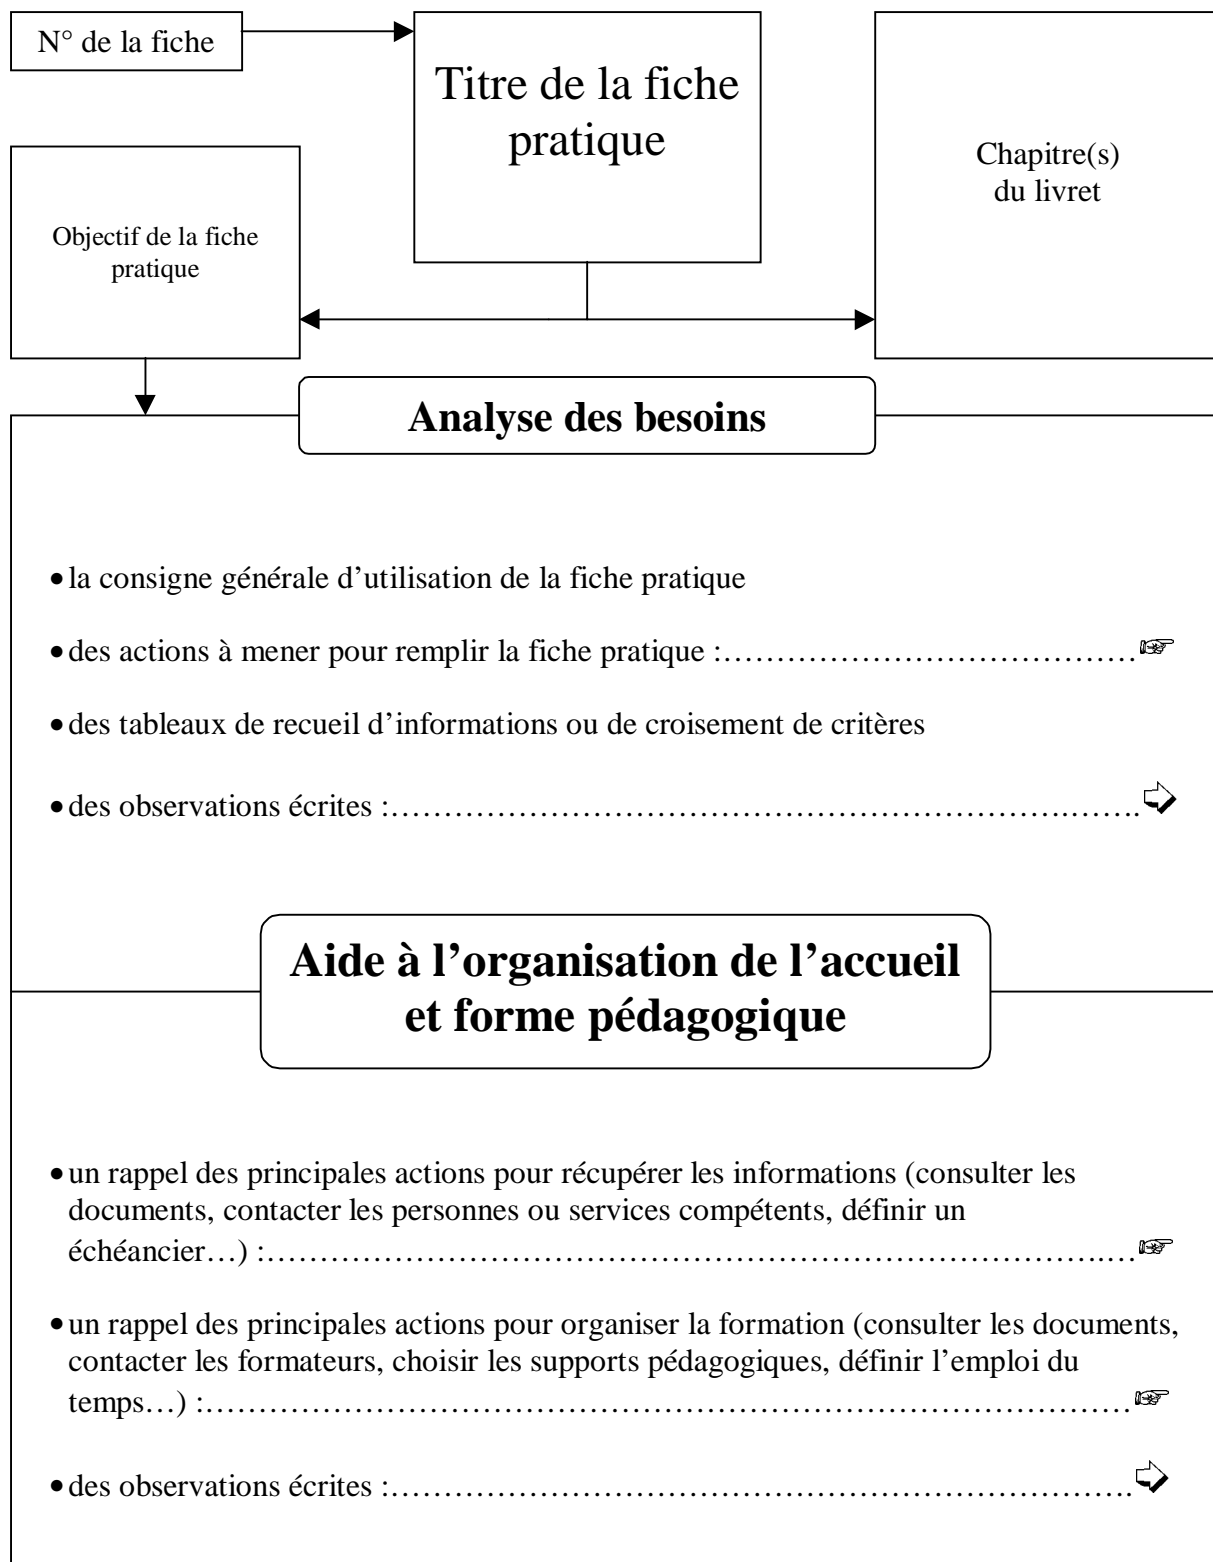 N° de la fiche
Titre de la fiche
pratique
Chapitre(s)
du livret
Objectif de la fiche
pratique
Analyse des besoins
• la consigne générale d’utilisation de la fiche pratique
• des actions à mener pour remplir la fiche pratique :…………………………………☞
• des tableaux de recueil d’informations ou de croisement de critères
• des observations écrites :……………………………………………………….…….➪
Aide à l’organisation de l’accueil
et forme pédagogique
• un rappel des principales actions pour récupérer les informations (consulter les
documents, contacter les personnes ou services compétents, définir un
échéancier…) :…………………………………………………………………….…☞
• un rappel des principales actions pour organiser la formation (consulter les documents,
contacter les formateurs, choisir les supports pédagogiques, définir l’emploi du
temps…) :……………………………………………………………………………☞
• des observations écrites :…………………………………………………………….➪